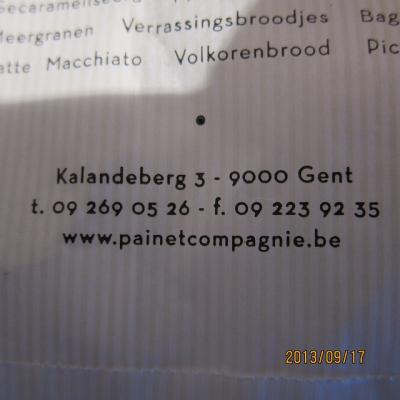 Meergranen Verrassingsbroodjes
Macchiato Volkorenbrood
Kalandeberg 3 - 9000 Gent
t. 09 269 05 26 - f. 09 223 92 35
www.painetcompagnie.be
2013/09/17